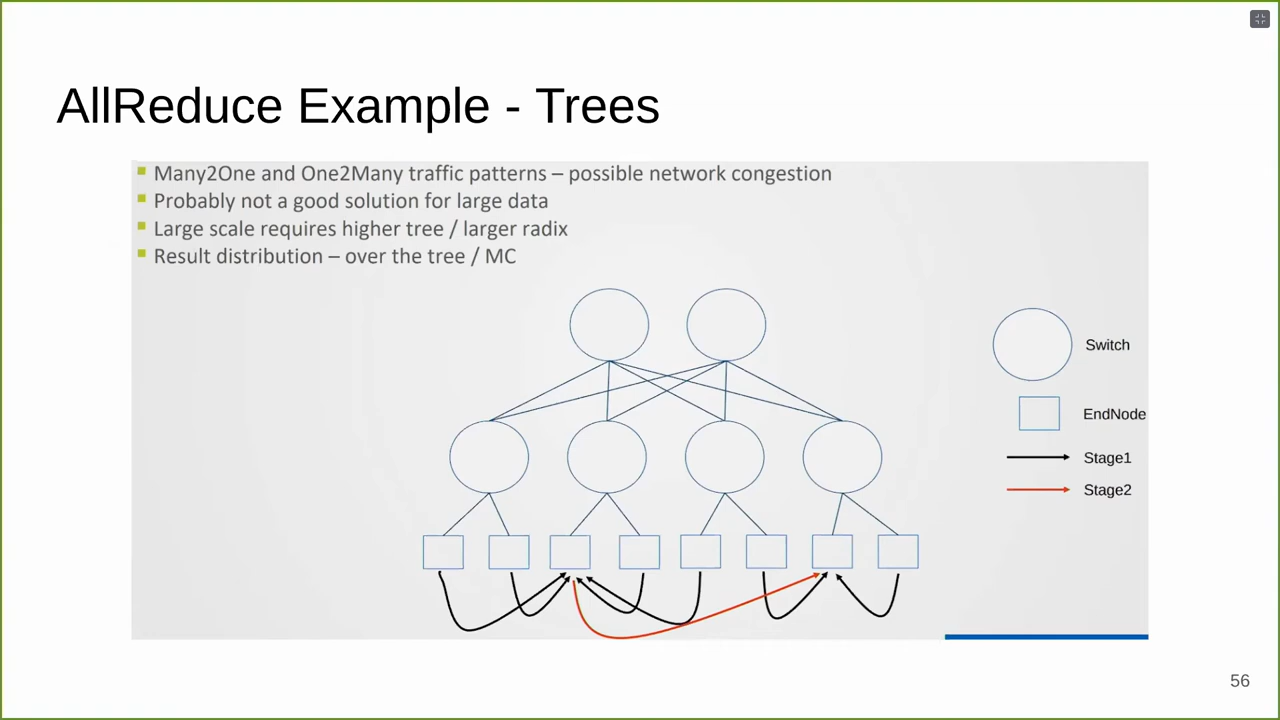 AllReduce Example - Trees
Many2One and One2Many traffic patterns – possible network congestion
Probably not a good solution for large data
Large scale requires higher tree / larger radix
Result distribution – over the tree / MC
Switch
EndNode
Stage1
Stage2
56